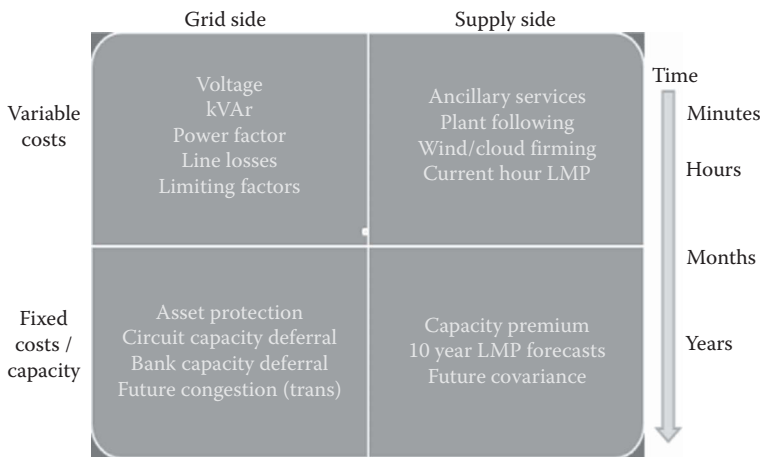 Grid side
Supply side
Time
Variable
costs
Voltage
kVAr
Power factor
Line losses
Limiting factors
Ancillary services
Plant following
Wind/cloud firming
Current hour LMP
Minutes
Hours
Months
Years
Fixed
costs /
capacity
Asset protection
Circuit capacity deferral
Bank capacity deferral
Future congestion (trans)
Capacity premium
10 year LMP forecasts
Future covariance